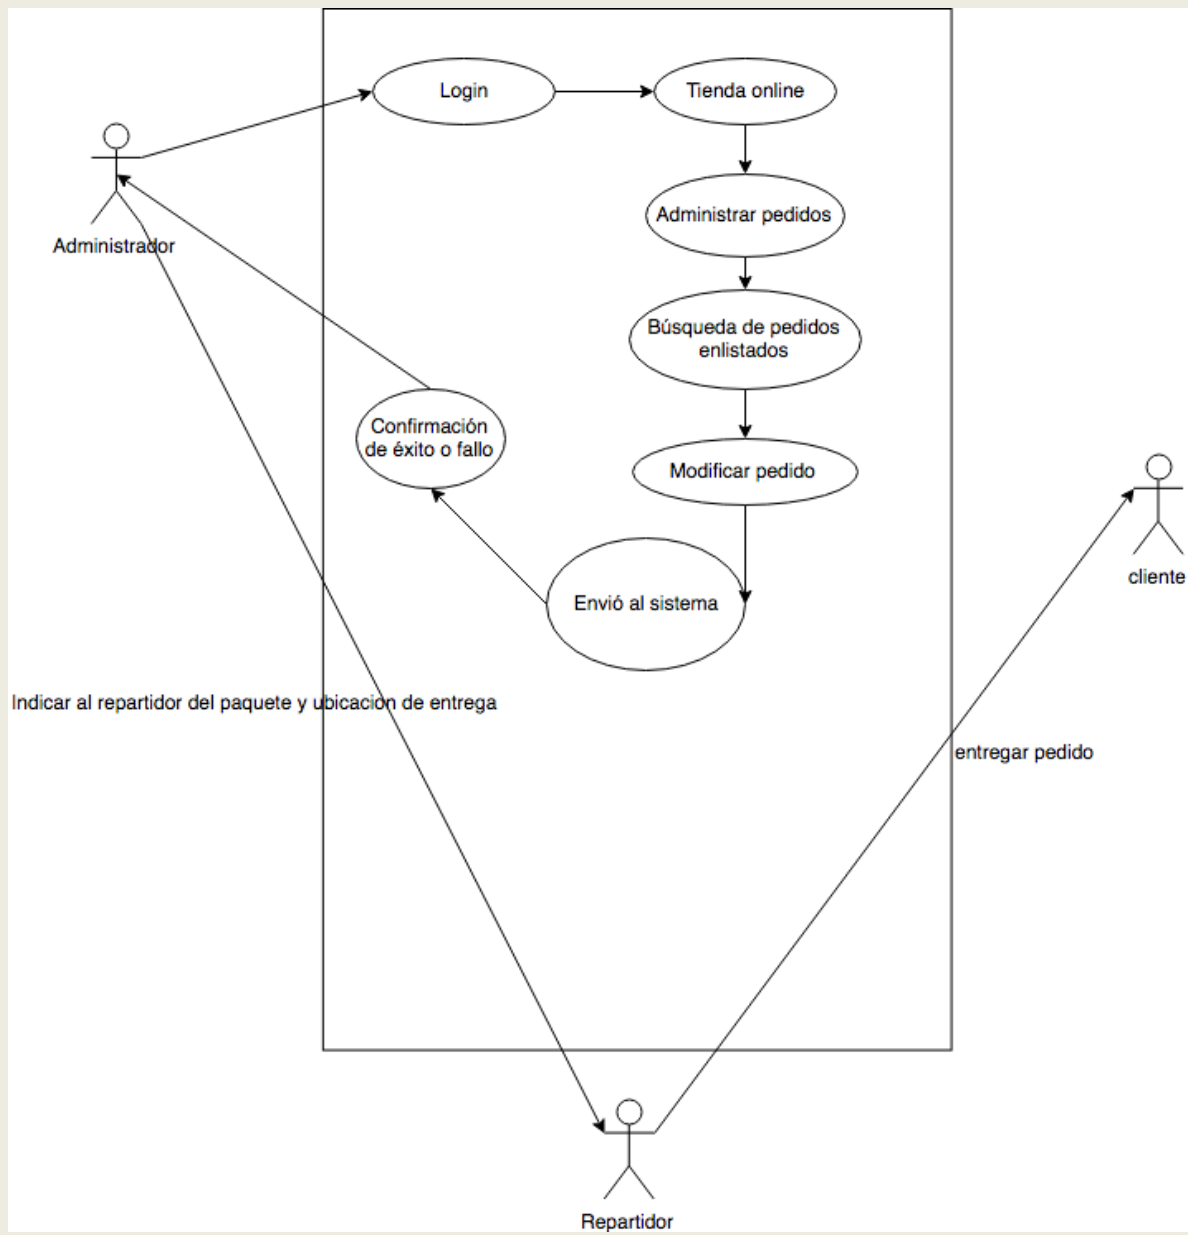 Login
Tienda online
Administrar pedidos
Administrador
Búsqueda de pedidos
enlistados
Confirmación
de éxito o fallo
Modificar pedido
cliente
Envió al sistema
Indicar al repartidor del paquete y ubicacion de entrega
entregar pedido
Repartidor